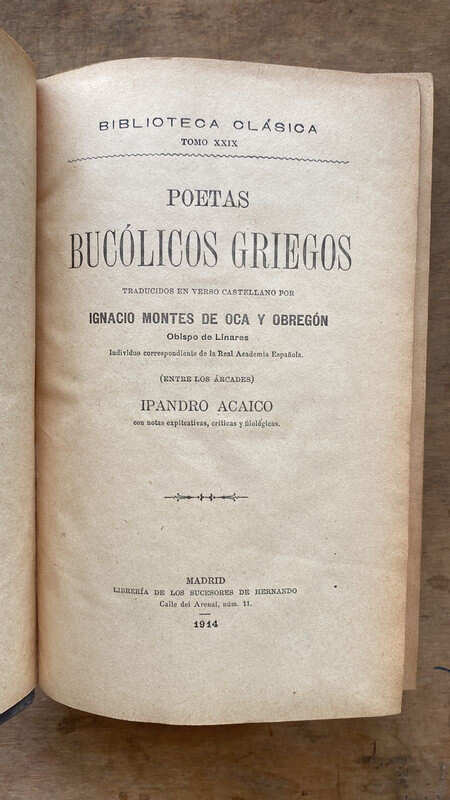 BIBLIOTECA CLÁSICA
TOMO XXIX
POETAS
BUCÓLICOS GRIEGOS
TRADUCIDOS EN VERSO CASTELLANO POR
IGNACIO MONTES DE OCA Y OBREGÓN
Obispo de Linares
Individuo correspondiente de la Real Academia Española.
(ENTRE LOS ÁRCADES)
IPANDRO ACAICO
con notas explicativas, críticas y filológicas.
MADRID
LIBRERÍA DE LOS SUCESORES DE HERNANDO
Calle del Arenal, núm. 11.
1914